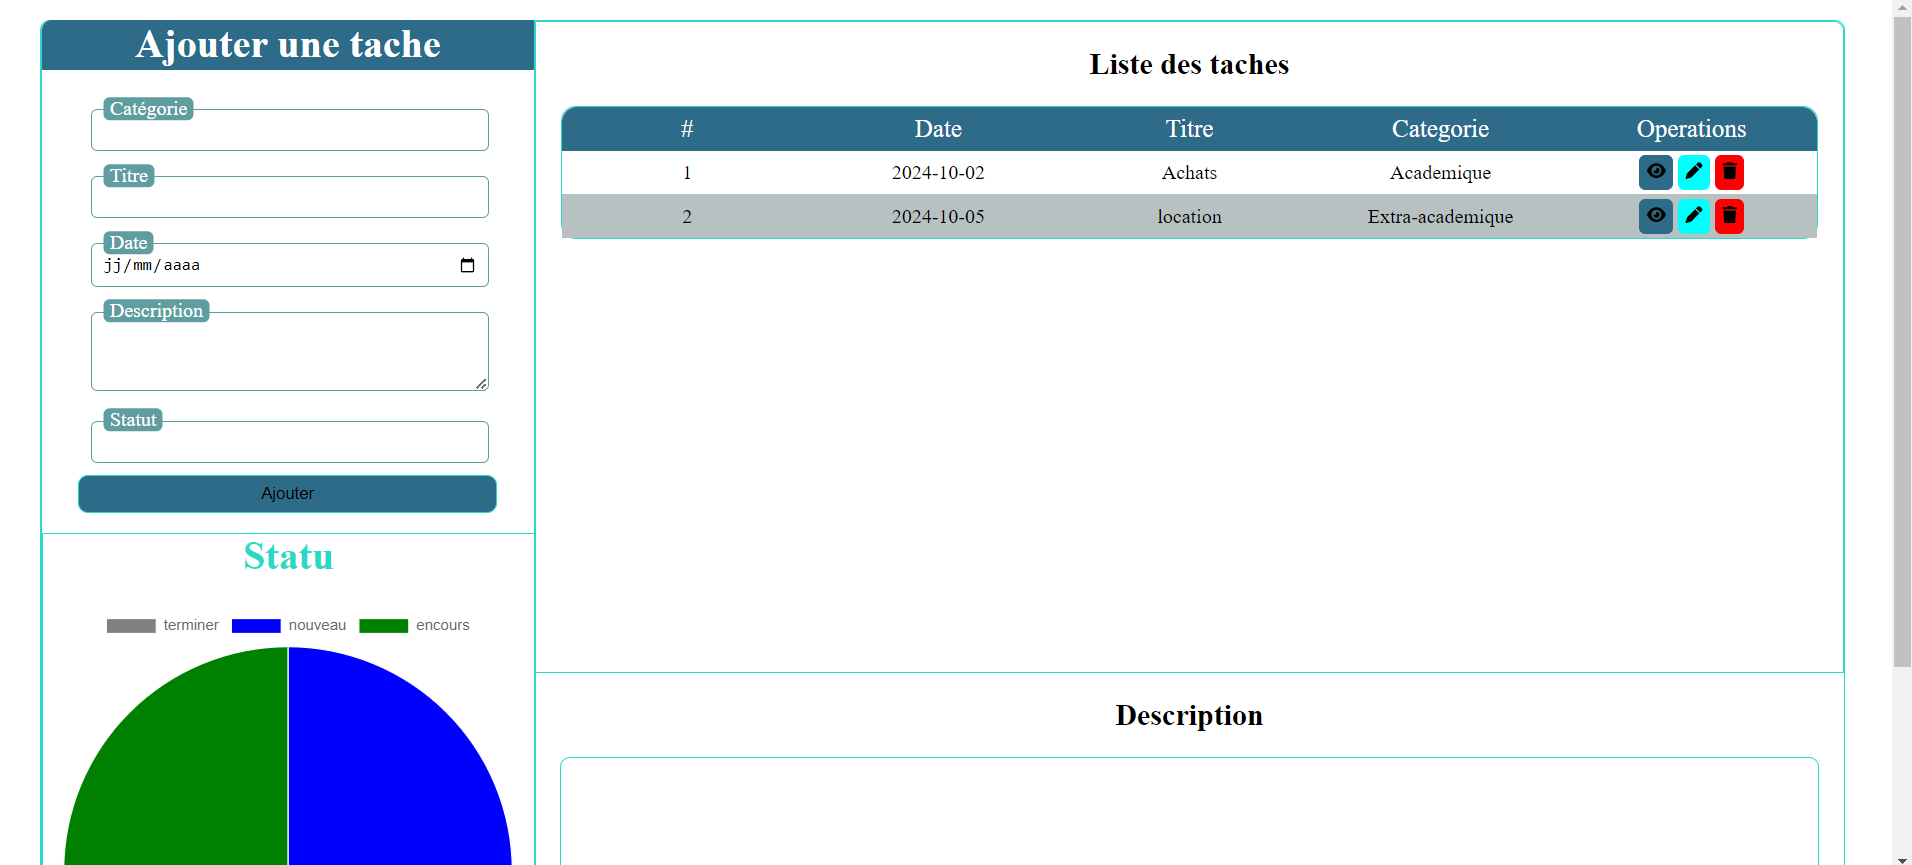 Ajouter une tache
Catégorie
Titre
Date
jj/mm/aaaa
Description
Statut
Ajouter
Statu
terminer nouveau encours
Liste des taches
# Date Titre Categorie Operations
1 2024-10-02 Achats Academique
2 2024-10-05 location Extra-academique
Description